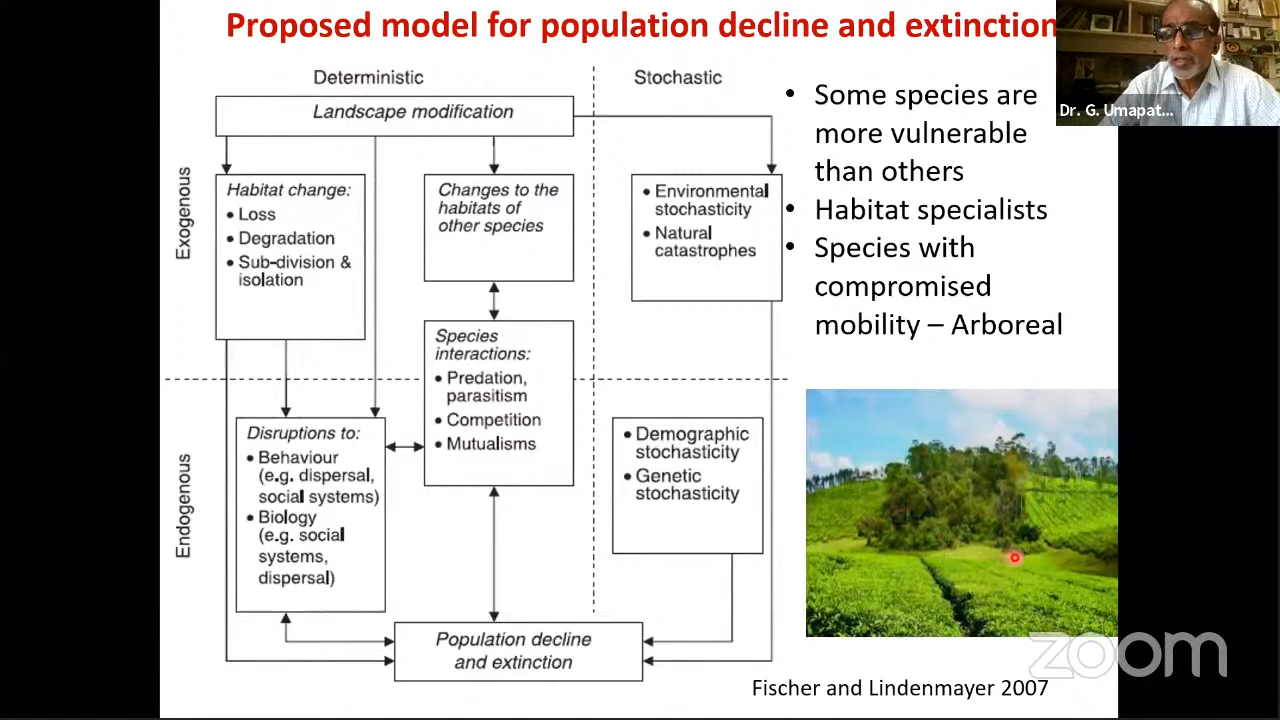 Proposed model for population decline and extinction
Dr. G. Umapat...
Deterministic
Stochastic
Landscape modification
Exogenous
Habitat change:
• Loss
• Degradation
• Sub-division &
isolation
Changes to the
habitats of
other species
• Environmental
stochasticity
• Natural
catastrophes
Species
interactions:
• Predation,
parasitism
• Competition
• Mutualisms
Endogenous
Disruptions to:
• Behaviour
(e.g. dispersal,
social systems)
• Biology
(e.g. social
systems,
dispersal)
• Demographic
stochasticity
• Genetic
stochasticity
Population decline
and extinction
• Some species are
more vulnerable
than others
• Habitat specialists
• Species with
compromised
mobility – Arboreal
zoom
Fischer and Lindenmayer 2007